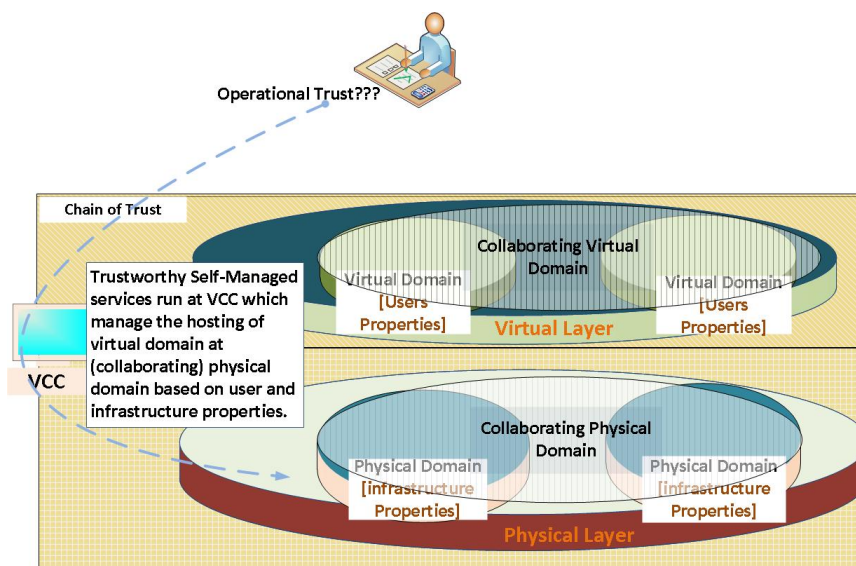 Operational Trust???
Chain of Trust
Collaborating Virtual
Domain
Virtual Domain
[Users
Properties]
Virtual Domain
[Users
Properties]
Virtual Layer
Trustworthy Self-Managed
services run at VCC which
manage the hosting of
virtual domain at
(collaborating) physical
domain based on user and
infrastructure properties.
VCC
Collaborating Physical
Domain
Physical Domain
[infrastructure
Properties]
Physical Domain
[infrastructure
Properties]
Physical Layer